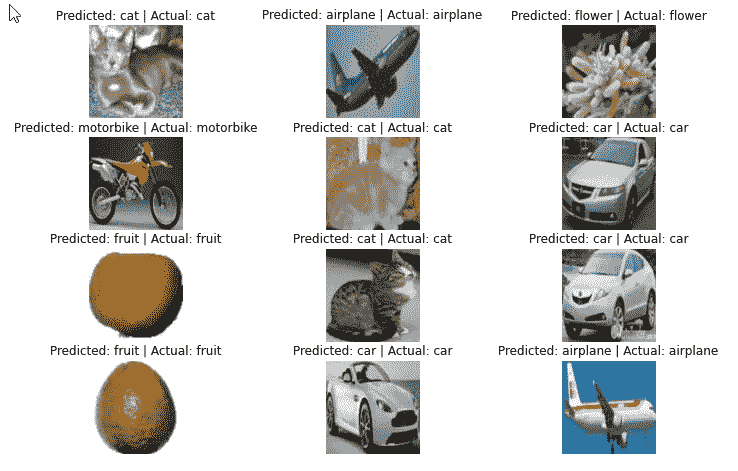 Predicted: cat | Actual: cat
Predicted: airplane | Actual: airplane
Predicted: flower | Actual: flower
Predicted: motorbike | Actual: motorbike
Predicted: cat | Actual: cat
Predicted: car | Actual: car
Predicted: fruit | Actual: fruit
Predicted: cat | Actual: cat
Predicted: car | Actual: car
Predicted: fruit | Actual: fruit
Predicted: car | Actual: car
Predicted: airplane | Actual: airplane